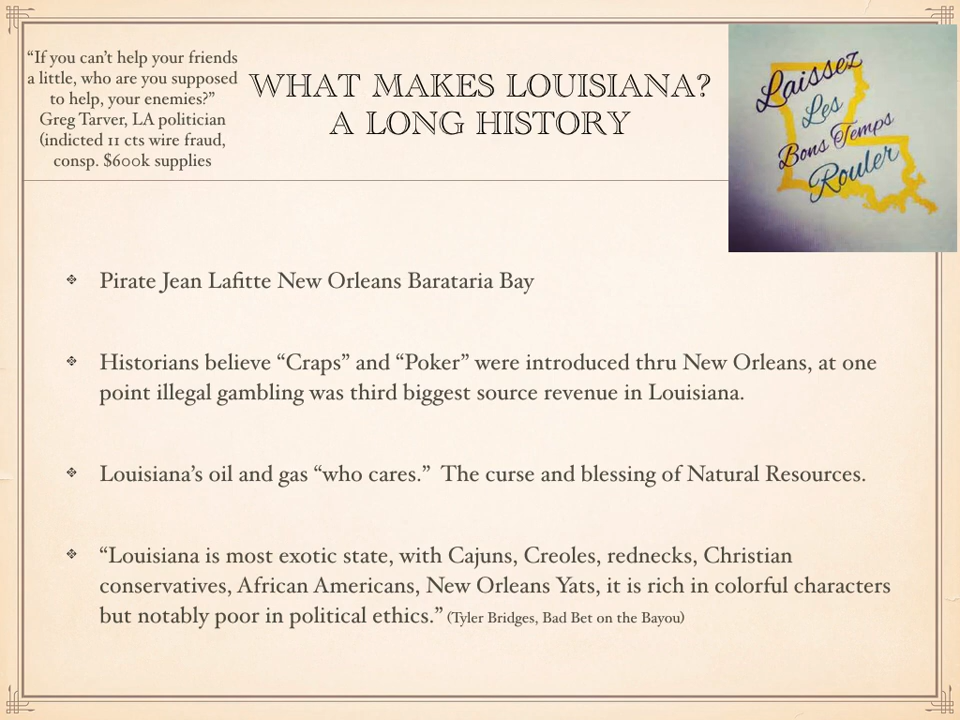 “If you can’t help your friends
a little, who are you supposed
to help, your enemies?”
Greg Tarver, LA politician
(indicted 11 cts wire fraud,
consp. $600k supplies
WHAT MAKES LOUISIANA?
A LONG HISTORY
Laissez
Les
Bons Temps
Rouler
Pirate Jean Lafitte New Orleans Barataria Bay
Historians believe “Craps” and “Poker” were introduced thru New Orleans, at one
point illegal gambling was third biggest source revenue in Louisiana.
Louisiana’s oil and gas “who cares.”  The curse and blessing of Natural Resources.
“Louisiana is most exotic state, with Cajuns, Creoles, rednecks, Christian
conservatives, African Americans, New Orleans Yats, it is rich in colorful characters
but notably poor in political ethics.” (Tyler Bridges, Bad Bet on the Bayou)